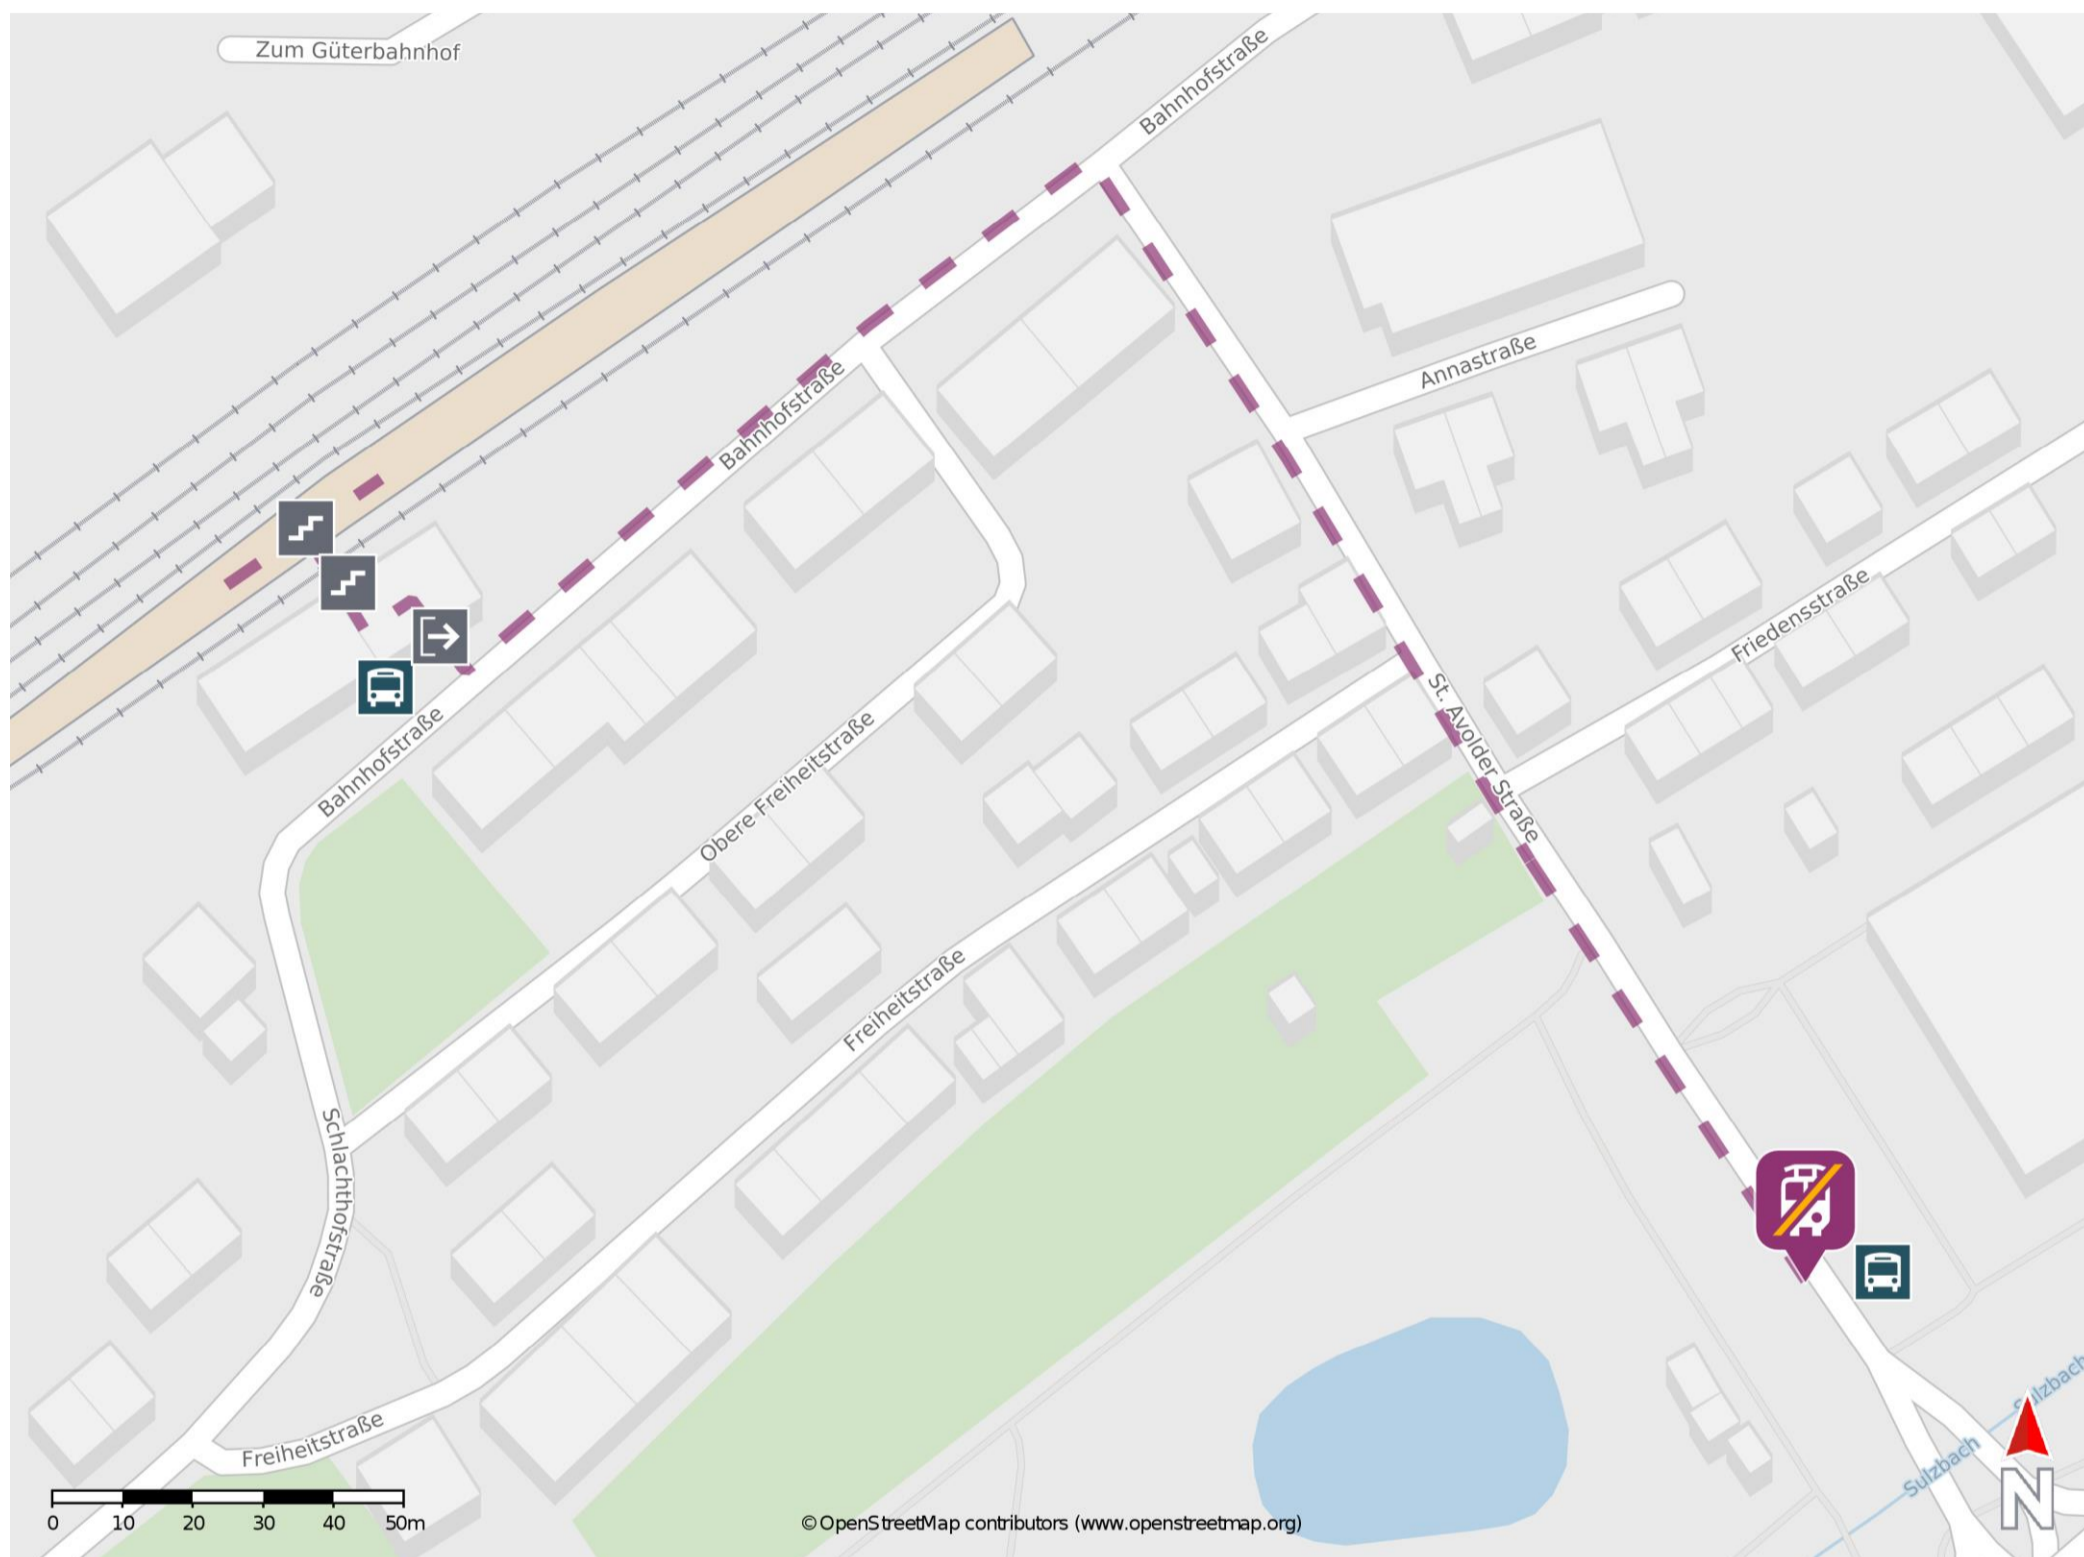 Zum Güterbahnhof
Bahnhofstraße
Annastraße
Bahnhofstraße
Friedensstraße
St. Avolder Straße
Bahnhofstraße
Obere Freiheitstraße
Freiheitstraße
Schlachthofstraße
Sulzbach
Freiheitstraße
Sulzbach
N
0 10 20 30 40 50m
© OpenStreetMap contributors (www.openstreetmap.org)